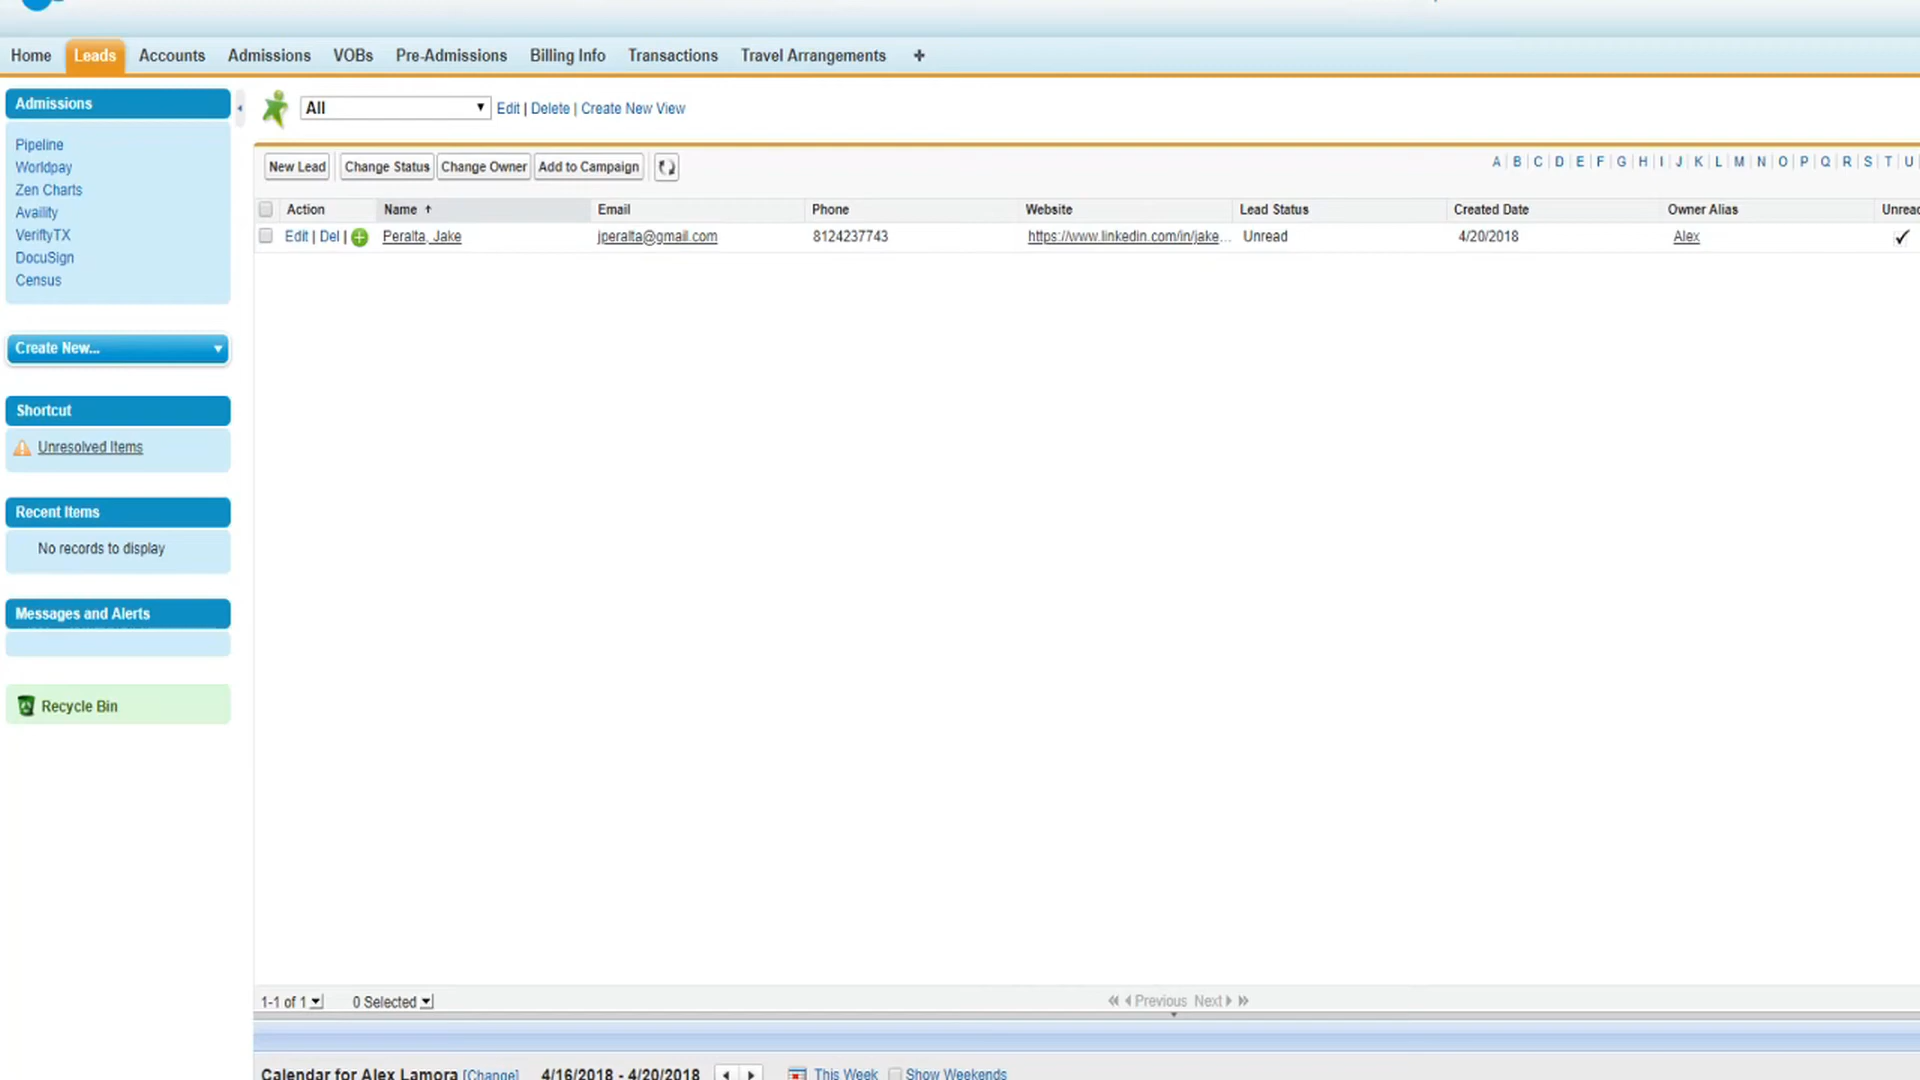 Home Leads Accounts Admissions VOBs Pre-Admissions Billing Info Transactions Travel Arrangements +
Admissions
Pipeline
Worldpay
Zen Charts
Availity
VeriftyTX
DocuSign
Census
Create New...
Shortcut
Unresolved Items
Recent Items
No records to display
Messages and Alerts
Recycle Bin
All Edit | Delete | Create New View
New Lead Change Status Change Owner Add to Campaign
A | B | C | D | E | F | G | H | I | J | K | L | M | N | O | P | Q | R | S | T | U
Action Name Email Phone Website Lead Status Created Date Owner Alias Unread
Edit | Del | Peralta, Jake jperalta@gmail.com 8124237743 https://www.linkedin.com/in/jake... Unread 4/20/2018 Alex
1-1 of 1 0 Selected Previous Next
Calendar for Alex Lamora [Change] 4/16/2018 - 4/20/2018 This Week Show Weekends